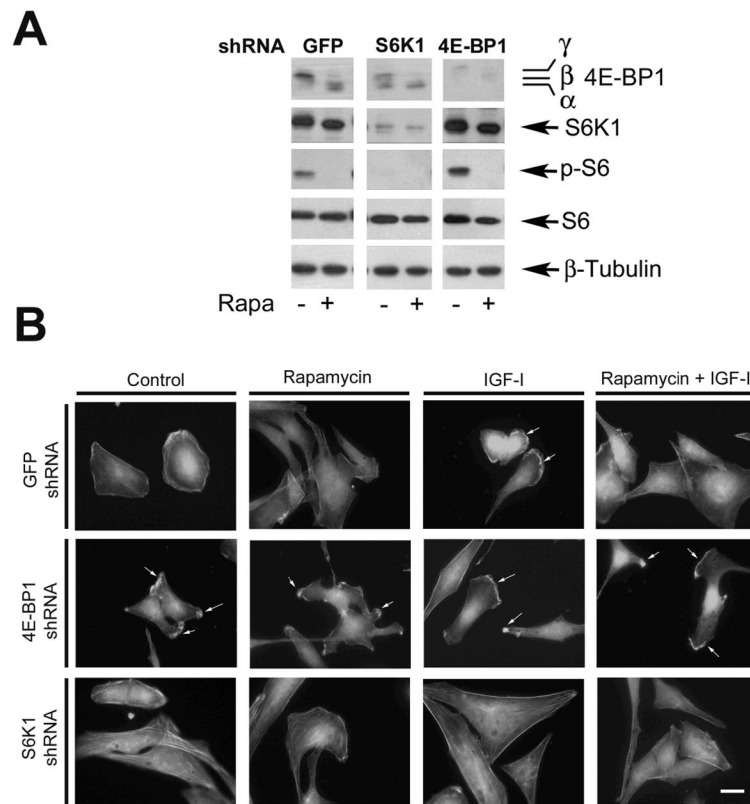 A
shRNA GFP S6K1 4E-BP1
γ
β 4E-BP1
α
S6K1
p-S6
S6
β-Tubulin
Rapa - + - + - +
B
Control Rapamycin IGF-I Rapamycin + IGF-I
GFP
shRNA
4E-BP1
shRNA
S6K1
shRNA